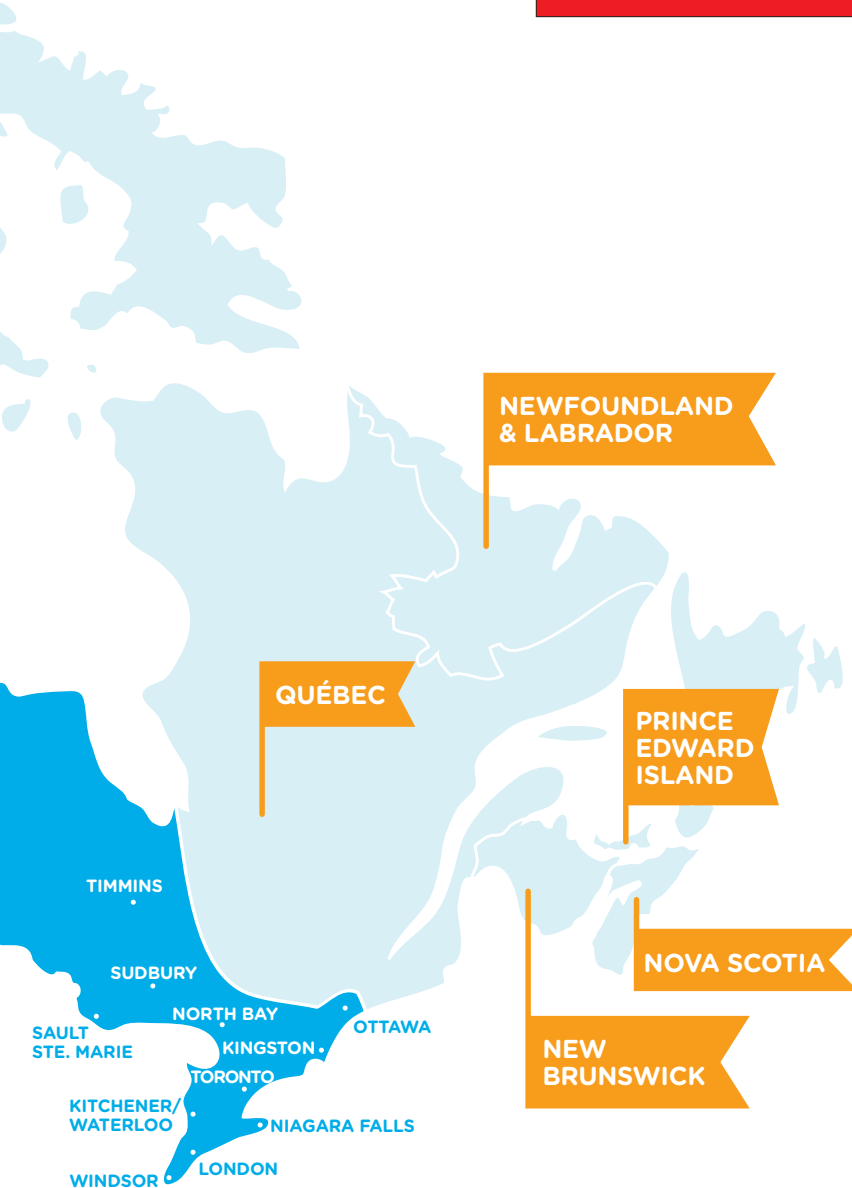 NEWFOUNDLAND
& LABRADOR
QUÉBEC
PRINCE
EDWARD
ISLAND
NOVA SCOTIA
NEW
BRUNSWICK
TIMMINS
SUDBURY
NORTH BAY
OTTAWA
SAULT
STE. MARIE
KINGSTON
TORONTO
KITCHENER/
WATERLOO
NIAGARA FALLS
LONDON
WINDSOR